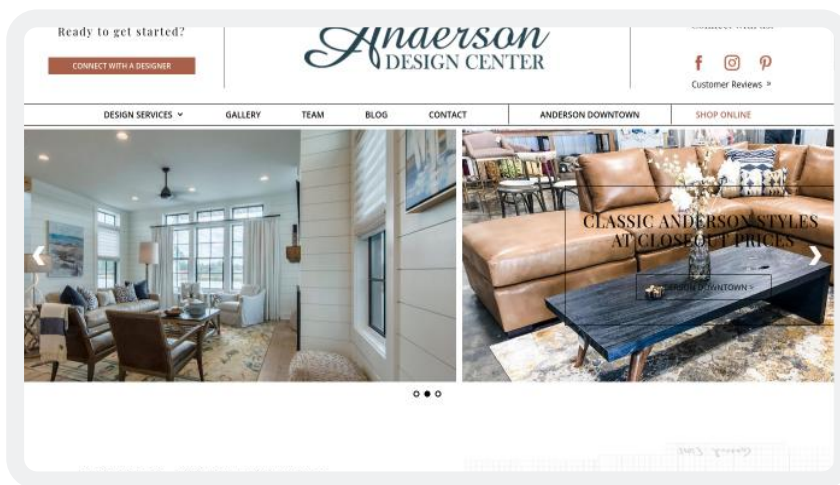 Ready to get started?
CONNECT WITH A DESIGNER
Anderson
DESIGN CENTER
Customer Reviews »
DESIGN SERVICES
GALLERY
TEAM
BLOG
CONTACT
ANDERSON DOWNTOWN
SHOP ONLINE
CLASSIC ANDERSON STYLES
AT CLOSEOUT PRICES
DOWNTOWN >